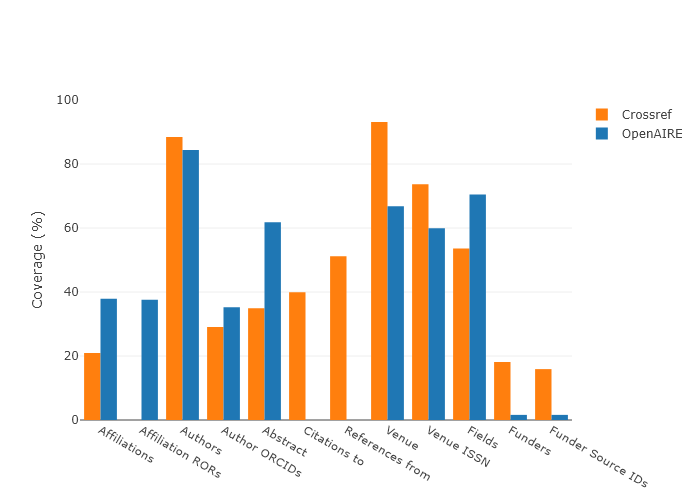 Crossref
OpenAIRE
Coverage (%)
100
80
60
40
20
0
Affiliations
Affiliation RORs
Authors
Author ORCIDs
Abstract
Citations to
References from
Venue
Venue ISSN
Fields
Funders
Funder Source IDs